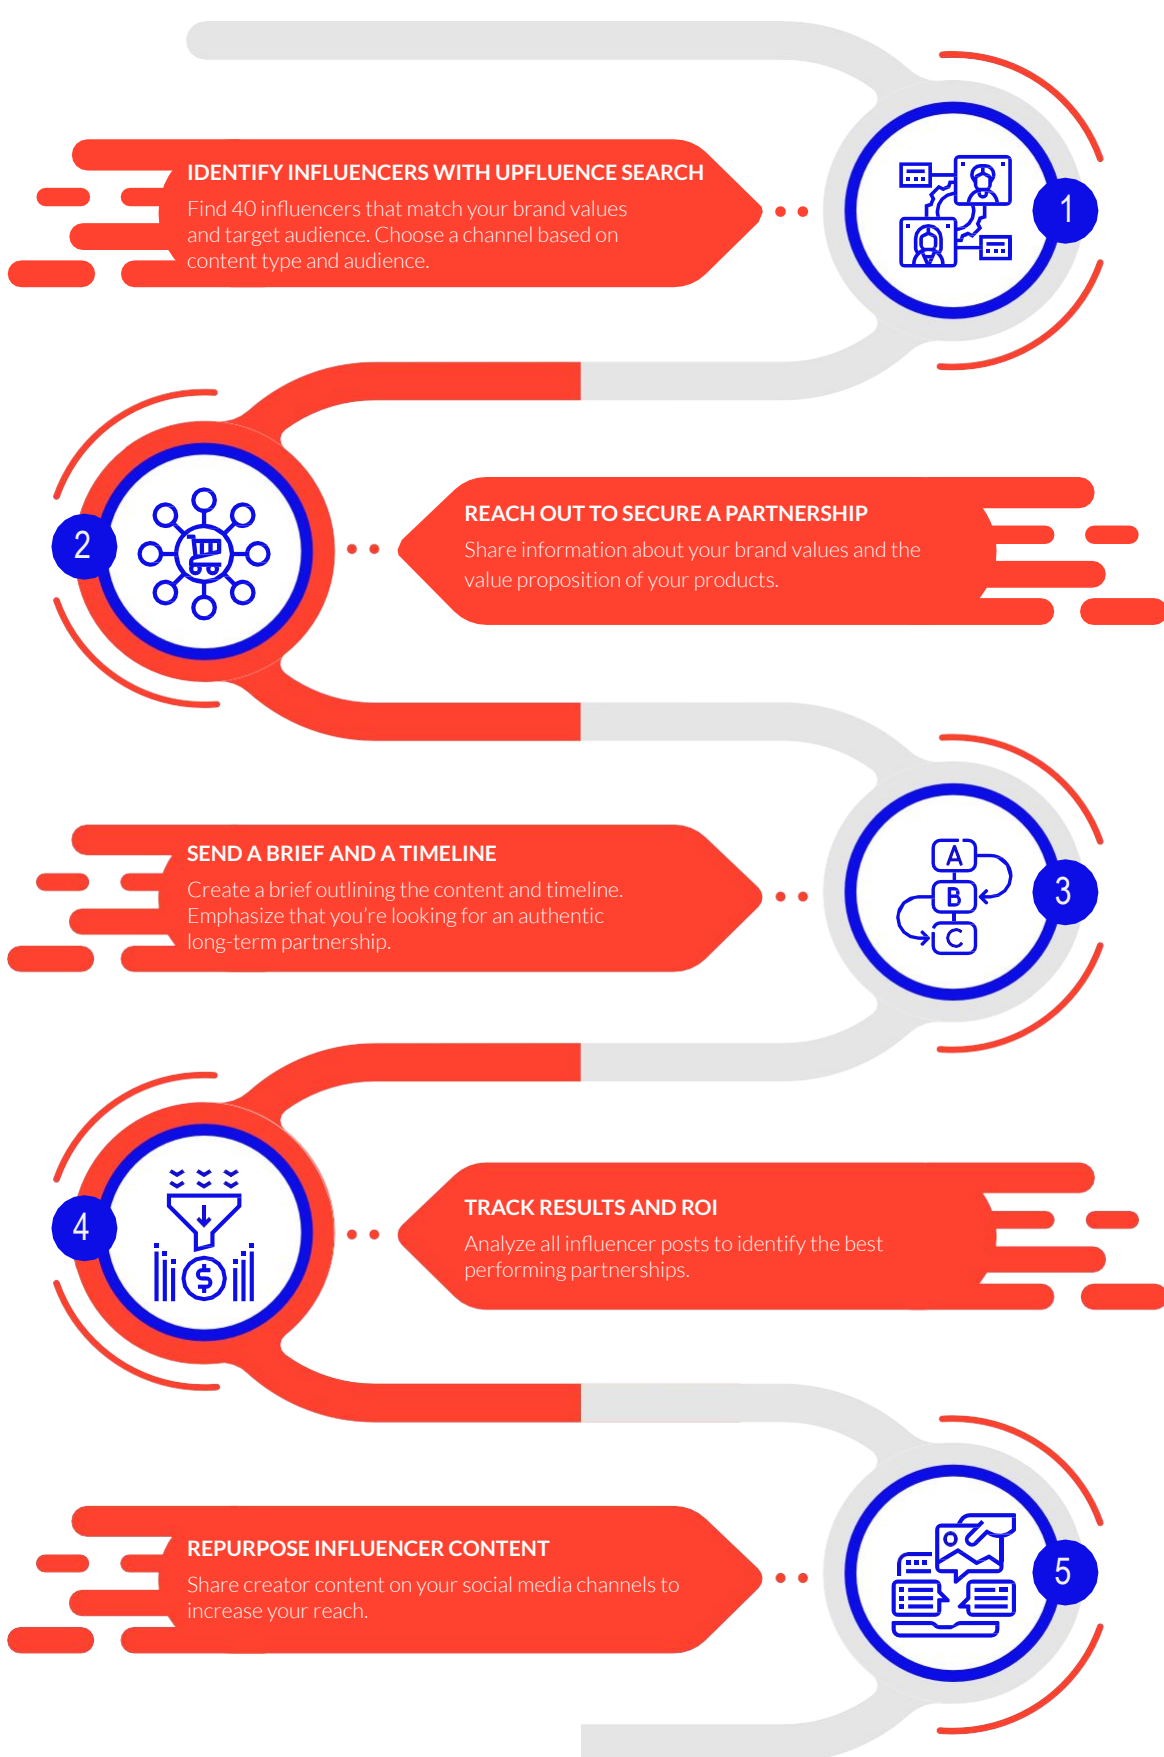 IDENTIFY INFLUENCERS WITH UPFLUENCE SEARCH
Find 40 influencers that match your brand values
and target audience. Choose a channel based on
content type and audience.
1
REACH OUT TO SECURE A PARTNERSHIP
Share information about your brand values and the
value proposition of your products.
2
SEND A BRIEF AND A TIMELINE
Create a brief outlining the content and timeline.
Emphasize that you’re looking for an authentic
long-term partnership.
A
B
C
3
TRACK RESULTS AND ROI
Analyze all influencer posts to identify the best
performing partnerships.
$
4
REPURPOSE INFLUENCER CONTENT
Share creator content on your social media channels to
increase your reach.
5